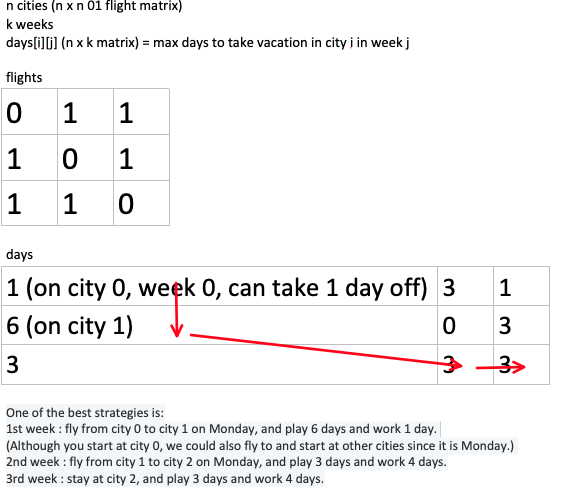 n cities (n x n 01 flight matrix)
k weeks
days[i][j] (n x k matrix) = max days to take vacation in city i in week j
flights
0 1 1
1 0 1
1 1 0
days
1 (on city 0, week 0, can take 1 day off) 3 1
6 (on city 1) 0 3
3 3 3
One of the best strategies is:
1st week : fly from city 0 to city 1 on Monday, and play 6 days and work 1 day.
(Although you start at city 0, we could also fly to and start at other cities since it is Monday.)
2nd week : fly from city 1 to city 2 on Monday, and play 3 days and work 4 days.
3rd week : stay at city 2, and play 3 days and work 4 days.